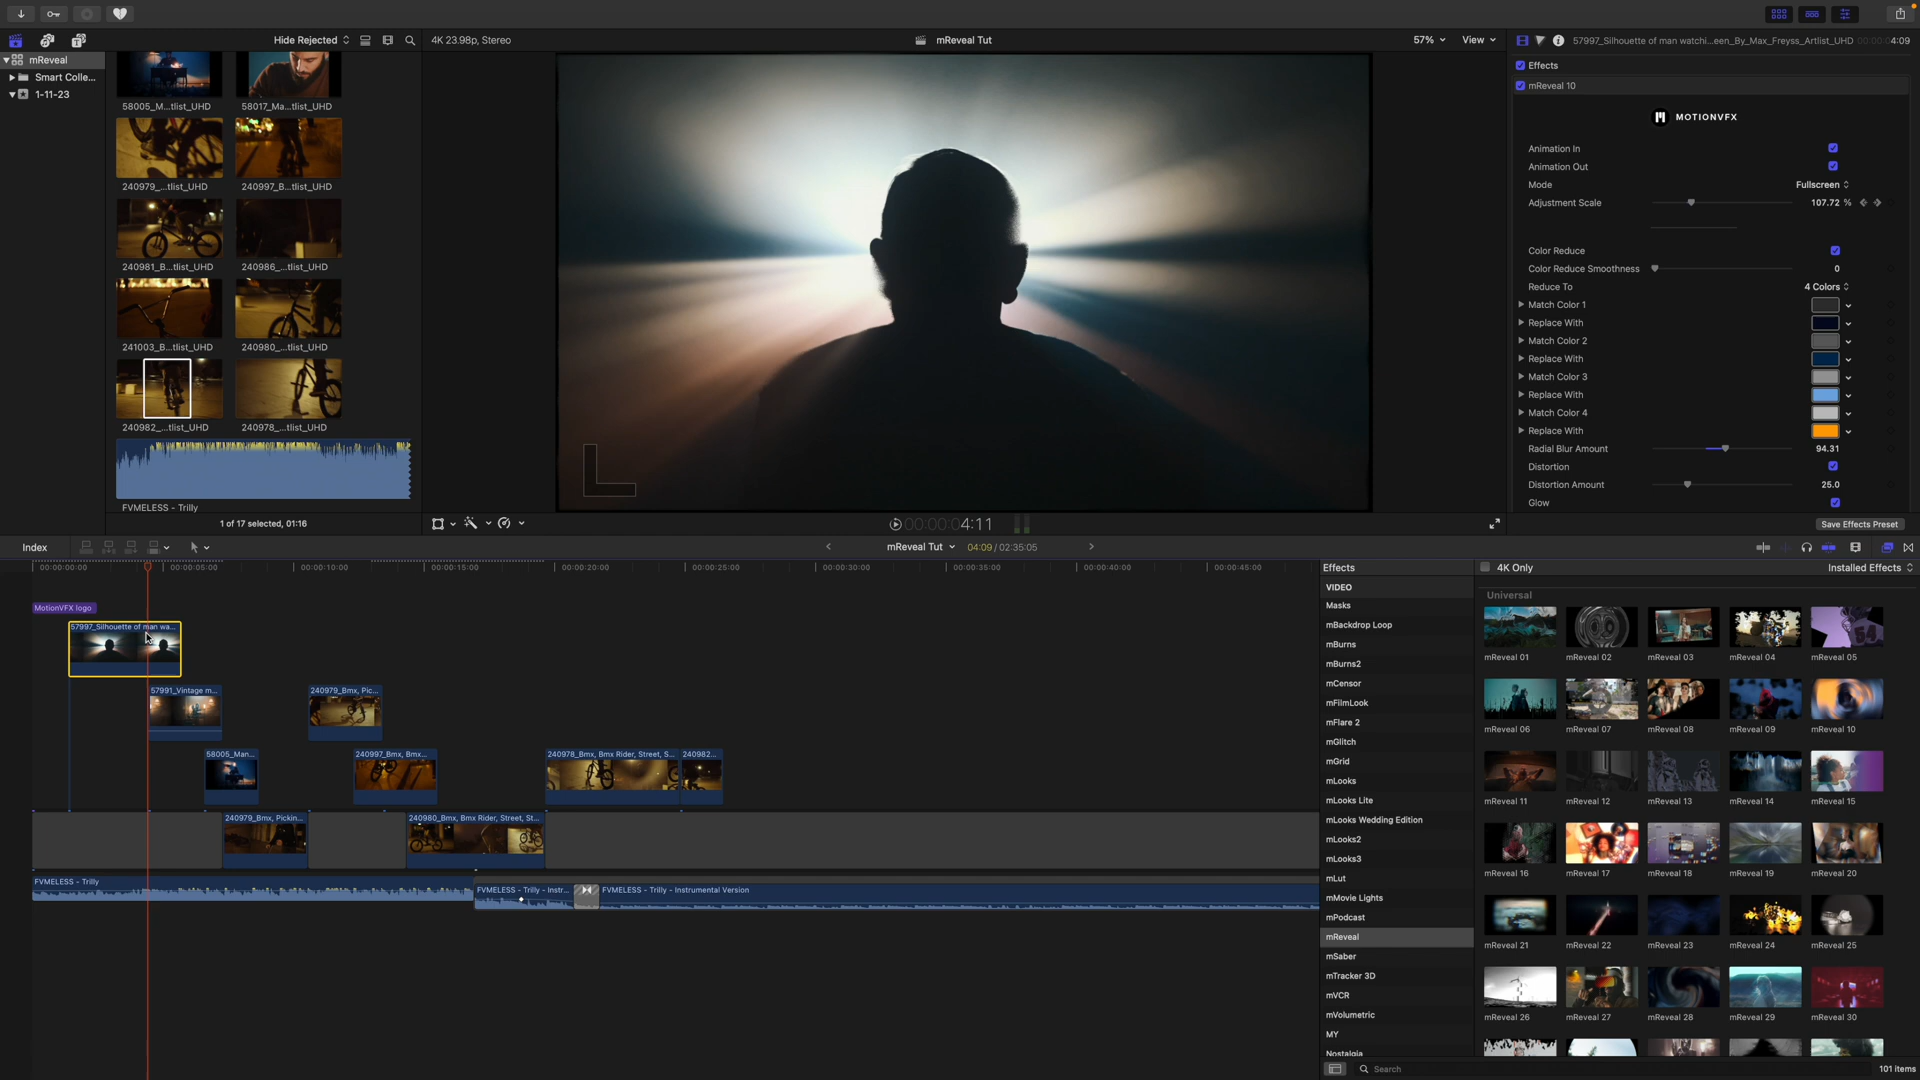 Hide Rejected
4K 23.98p, Stereo
mReveal Tut
57%
View
57997_Silhouette of man watchi...een_By_Max_Freyss_Artlist_UHD
00:00:04:09
mReveal
Smart Colle...
1-11-23
58005_M...tlist_UHD
58017_Ma...tlist_UHD
240979_...tlist_UHD
240997_B...tlist_UHD
240981_B...tlist_UHD
240986_...tlist_UHD
241003_B...tlist_UHD
240980_...tlist_UHD
240982_...tlist_UHD
240978_...tlist_UHD
FVMELESS - Trilly
1 of 17 selected, 01:16
00:00:04:11
Effects
mReveal 10
MOTIONVFX
Animation In
Animation Out
Mode
Fullscreen
Adjustment Scale
107.72 %
Color Reduce
Color Reduce Smoothness
0
Reduce To
4 Colors
Match Color 1
Replace With
Match Color 2
Replace With
Match Color 3
Replace With
Match Color 4
Replace With
Radial Blur Amount
94.31
Distortion
Distortion Amount
25.0
Glow
Save Effects Preset
Index
mReveal Tut
04:09 / 02:35:05
00:00:00:00
00:00:05:00
00:00:10:00
00:00:15:00
00:00:20:00
00:00:25:00
00:00:30:00
00:00:35:00
00:00:40:00
00:00:45:00
MotionVFX logo
57997_Silhouette of man wa...
57991_Vintage m...
240979_Bmx, Pic...
58005_Man...
240997_Bmx, Bmx...
240978_Bmx, Bmx Rider, Street, S...
240982...
240979_Bmx, Pickin...
240980_Bmx, Bmx Rider, Street, St...
FVMELESS - Trilly
FVMELESS - Trilly - Instr...
FVMELESS - Trilly - Instrumental Version
Effects
4K Only
Installed Effects
VIDEO
Masks
mBackdrop Loop
mBurns
mBurns2
mCensor
mFilmLook
mFlare 2
mGlitch
mGrid
mLooks
mLooks Lite
mLooks Wedding Edition
mLooks2
mLooks3
mLut
mMovie Lights
mPodcast
mReveal
mSaber
mTracker 3D
mVCR
mVolumetric
MY
Nostalgia
Universal
mReveal 01
mReveal 02
mReveal 03
mReveal 04
mReveal 05
mReveal 06
mReveal 07
mReveal 08
mReveal 09
mReveal 10
mReveal 11
mReveal 12
mReveal 13
mReveal 14
mReveal 15
mReveal 16
mReveal 17
mReveal 18
mReveal 19
mReveal 20
mReveal 21
mReveal 22
mReveal 23
mReveal 24
mReveal 25
mReveal 26
mReveal 27
mReveal 28
mReveal 29
mReveal 30
Search
101 items